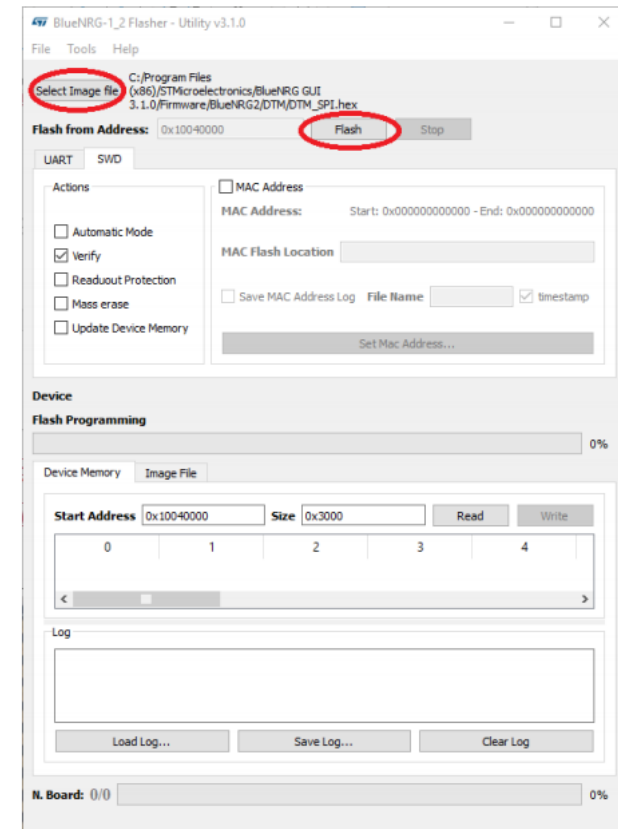 BlueNRG-1_2 Flasher - Utility v3.1.0
File Tools Help
Select Image file
C:/Program Files
(x86)/STMicroelectronics/BlueNRG GUI
3.1.0/Firmware/BlueNRG2/DTM/DTM_SPI.hex
Flash from Address: 0x10040000 Flash Stop
UART SWD
Actions
Automatic Mode
Verify
Readuout Protection
Mass erase
Update Device Memory
MAC Address
MAC Address: Start: 0x000000000000 - End: 0x000000000000
MAC Flash Location
Save MAC Address Log File Name timestamp
Set Mac Address...
Device
Flash Programming
0%
Device Memory Image File
Start Address 0x10040000 Size 0x3000 Read Write
0 1 2 3 4
Log
Load Log... Save Log... Clear Log
N. Board: 0/0 0%